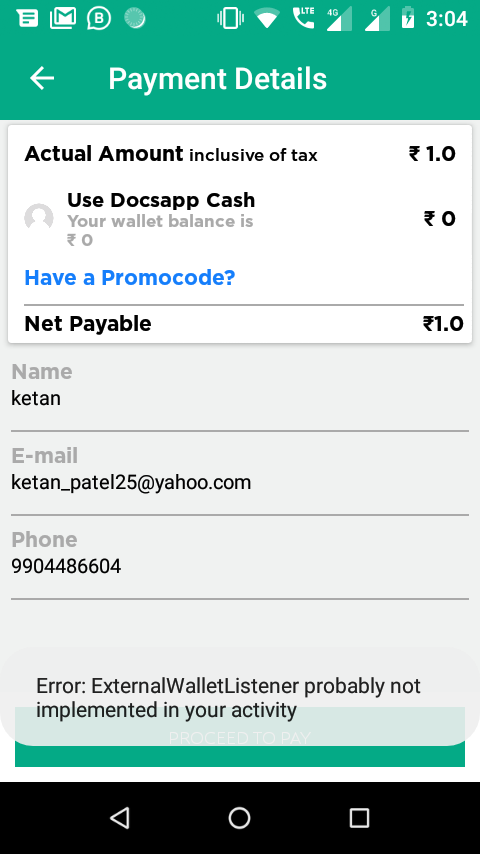 LTE 4G G 3:04
Payment Details
Actual Amount inclusive of tax ₹ 1.0
Use Docsapp Cash
Your wallet balance is
₹ 0
₹ 0
Have a Promocode?
Net Payable ₹1.0
Name
ketan
E-mail
ketan_patel25@yahoo.com
Phone
9904486604
Error: ExternalWalletListener probably not
implemented in your activity
PROCEED TO PAY